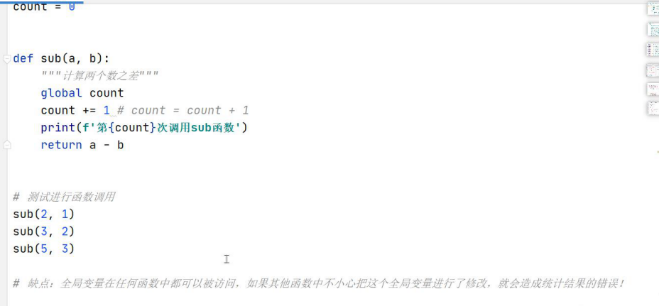 count = 0
def sub(a, b):
"""计算两个数之差"""
global count
count += 1 # count = count + 1
print(f'第{count}次调用sub函数')
return a - b
# 测试进行函数调用
sub(2, 1)
sub(3, 2)
sub(5, 3)
# 缺点：全局变量在任何函数中都可以被访问，如果其他函数中不小心把这个全局变量进行了修改，就会造成统计结果的错误！